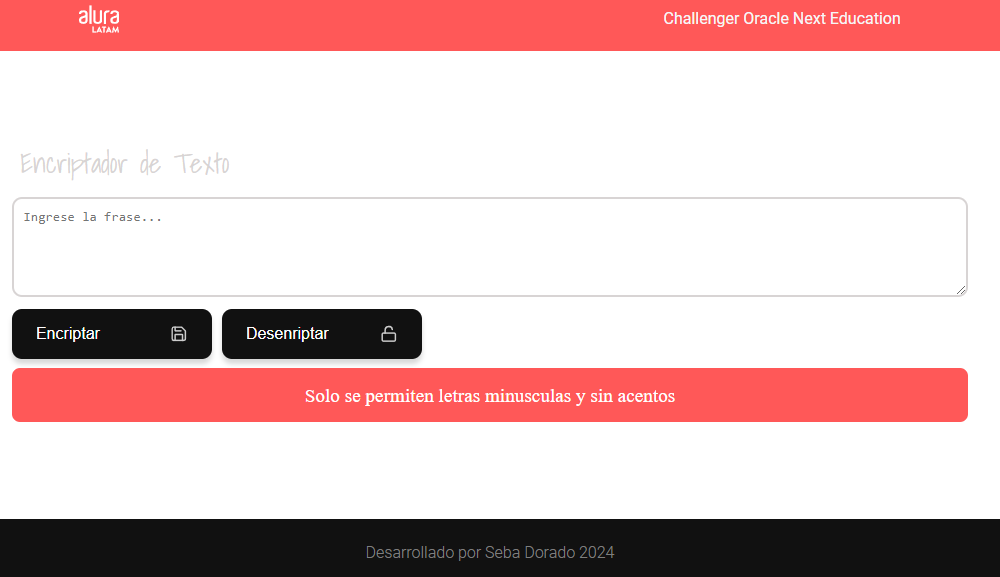 alura
LATAM
Challenger Oracle Next Education
Encriptador de Texto
Ingrese la frase...
Encriptar
Desenriptar
Solo se permiten letras minusculas y sin acentos
Desarrollado por Seba Dorado 2024